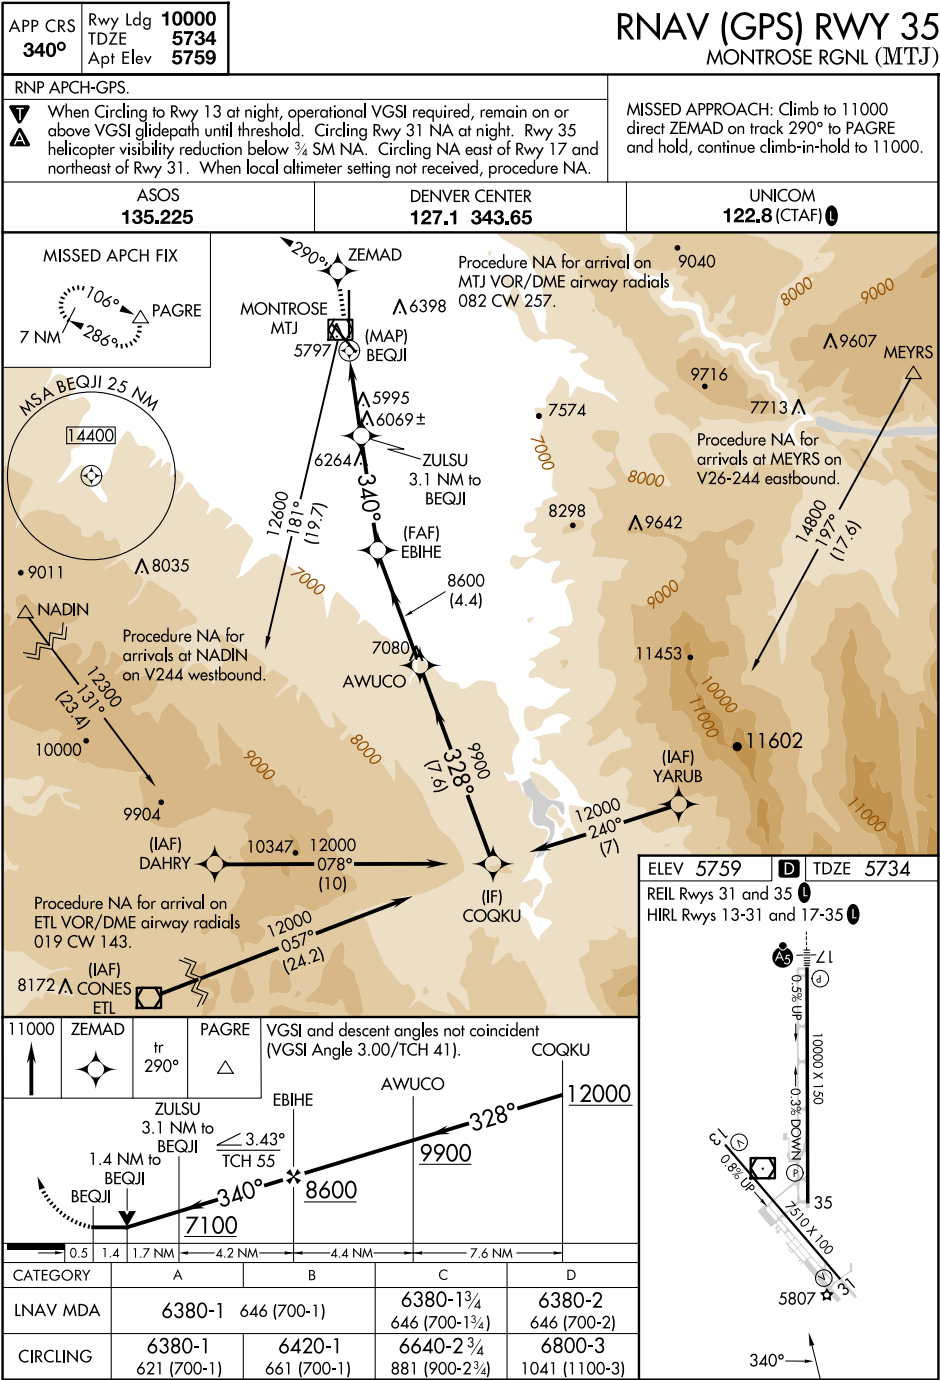 APP CRS
340°
Rwy Ldg 10000
TDZE 5734
Apt Elev 5759
RNAV (GPS) RWY 35
MONTROSE RGNL (MTJ)
RNP APCH-GPS.
T
A
When Circling to Rwy 13 at night, operational VGSI required, remain on or
above VGSI glidepath until threshold. Circling Rwy 31 NA at night. Rwy 35
helicopter visibility reduction below ¾ SM NA. Circling NA east of Rwy 17 and
northeast of Rwy 31. When local altimeter setting not received, procedure NA.
MISSED APPROACH: Climb to 11000
direct ZEMAD on track 290° to PAGRE
and hold, continue climb-in-hold to 11000.
ASOS
135.225
DENVER CENTER
127.1 343.65
UNICOM
122.8 (CTAF) L
MISSED APCH FIX
106°
PAGRE
7 NM
286°
290°
ZEMAD
MONTROSE
MTJ
5797
6398
(MAP)
BEQJI
Procedure NA for arrival on
MTJ VOR/DME airway radials
082 CW 257.
9040
8000
9000
9607
MEYRS
9716
7713
7574
7000
MSA BEQJI 25 NM
14400
5995
6069±
6264
ZULSU
3.1 NM to
BEQJI
340°
12600
181°
(19.7)
Procedure NA for
arrivals at MEYRS on
V26-244 eastbound.
8000
14800
197°
(17.6)
8298
9642
9000
(FAF)
EBIHE
8600
(4.4)
9011
8035
7000
NADIN
Procedure NA for
arrivals at NADIN
on V244 westbound.
12300
131°
(23.4)
7080
AWUCO
11453
10000
11000
11602
10000
9000
8000
9900
328°
(7.6)
(IAF)
YARUB
12000
240°
(7)
11000
9904
(IAF)
DAHRY
10347
12000
078°
(10)
(IF)
COQKU
Procedure NA for arrival on
ETL VOR/DME airway radials
019 CW 143.
12000
057°
(24.2)
8172
(IAF)
CONES
ETL
ELEV 5759
D
TDZE 5734
REIL Rwys 31 and 35 L
HIRL Rwys 13-31 and 17-35 L
A5
17
P
0.5% UP
10000 X 150
0.3% DOWN
13
V
0.8% UP
P
35
7510 X 100
V
31
5807
340°
11000
ZEMAD
tr
290°
PAGRE
VGSI and descent angles not coincident
(VGSI Angle 3.00/TCH 41).
COQKU
AWUCO
EBIHE
ZULSU
3.1 NM to
BEQJI
1.4 NM to
BEQJI
BEQJI
3.43°
TCH 55
328°
12000
9900
340°
8600
7100
0.5
1.4
1.7 NM
4.2 NM
4.4 NM
7.6 NM
CATEGORY A B C D
LNAV MDA
6380-1 646 (700-1)
6380-1¾
646 (700-1¾)
6380-2
646 (700-2)
CIRCLING
6380-1
621 (700-1)
6420-1
661 (700-1)
6640-2¾
881 (900-2¾)
6800-3
1041 (1100-3)